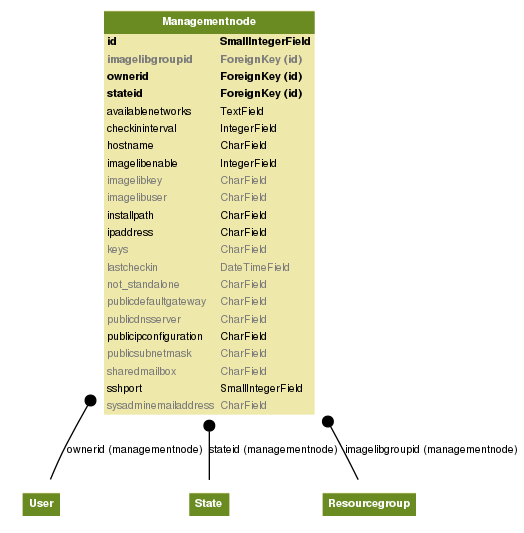 Managementnode
id SmallIntegerField
imagelibgroupid ForeignKey (id)
ownerid ForeignKey (id)
stateid ForeignKey (id)
availablenetworks TextField
checkininterval IntegerField
hostname CharField
imagelibenable IntegerField
imagelibkey CharField
imagelibuser CharField
installpath CharField
ipaddress CharField
keys CharField
lastcheckin DateTimeField
not_standalone CharField
publicdefaultgateway CharField
publicdnsserver CharField
publicipconfiguration CharField
publicsubnetmask CharField
sharedmailbox CharField
sshport SmallIntegerField
sysadminemailaddress CharField
ownerid (managementnode) stateid (managementnode) imagelibgroupid (managementnode)
User State Resourcegroup